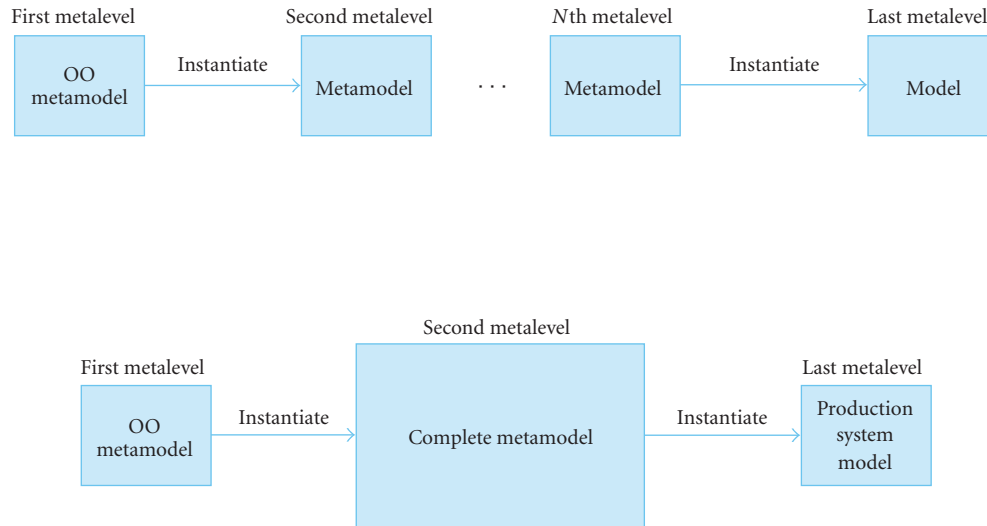 First metalevel
Second metalevel
Nth metalevel
Last metalevel
OO
metamodel
Instantiate
Metamodel
· · ·
Metamodel
Instantiate
Model
Second metalevel
First metalevel
Last metalevel
OO
metamodel
Instantiate
Complete metamodel
Instantiate
Production
system
model